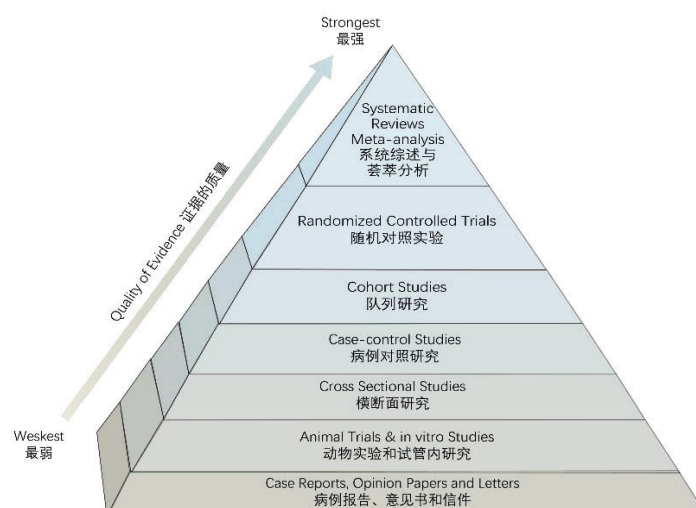 Strongest
最强
Systematic
Reviews
Meta-analysis
系统综述与
荟萃分析
Quality of Evidence 证据的质量
Randomized Controlled Trials
随机对照实验
Cohort Studies
队列研究
Case-control Studies
病例对照研究
Cross Sectional Studies
横断面研究
Weskest
最弱
Animal Trials & in vitro Studies
动物实验和试管内研究
Case Reports, Opinion Papers and Letters
病例报告、意见书和信件